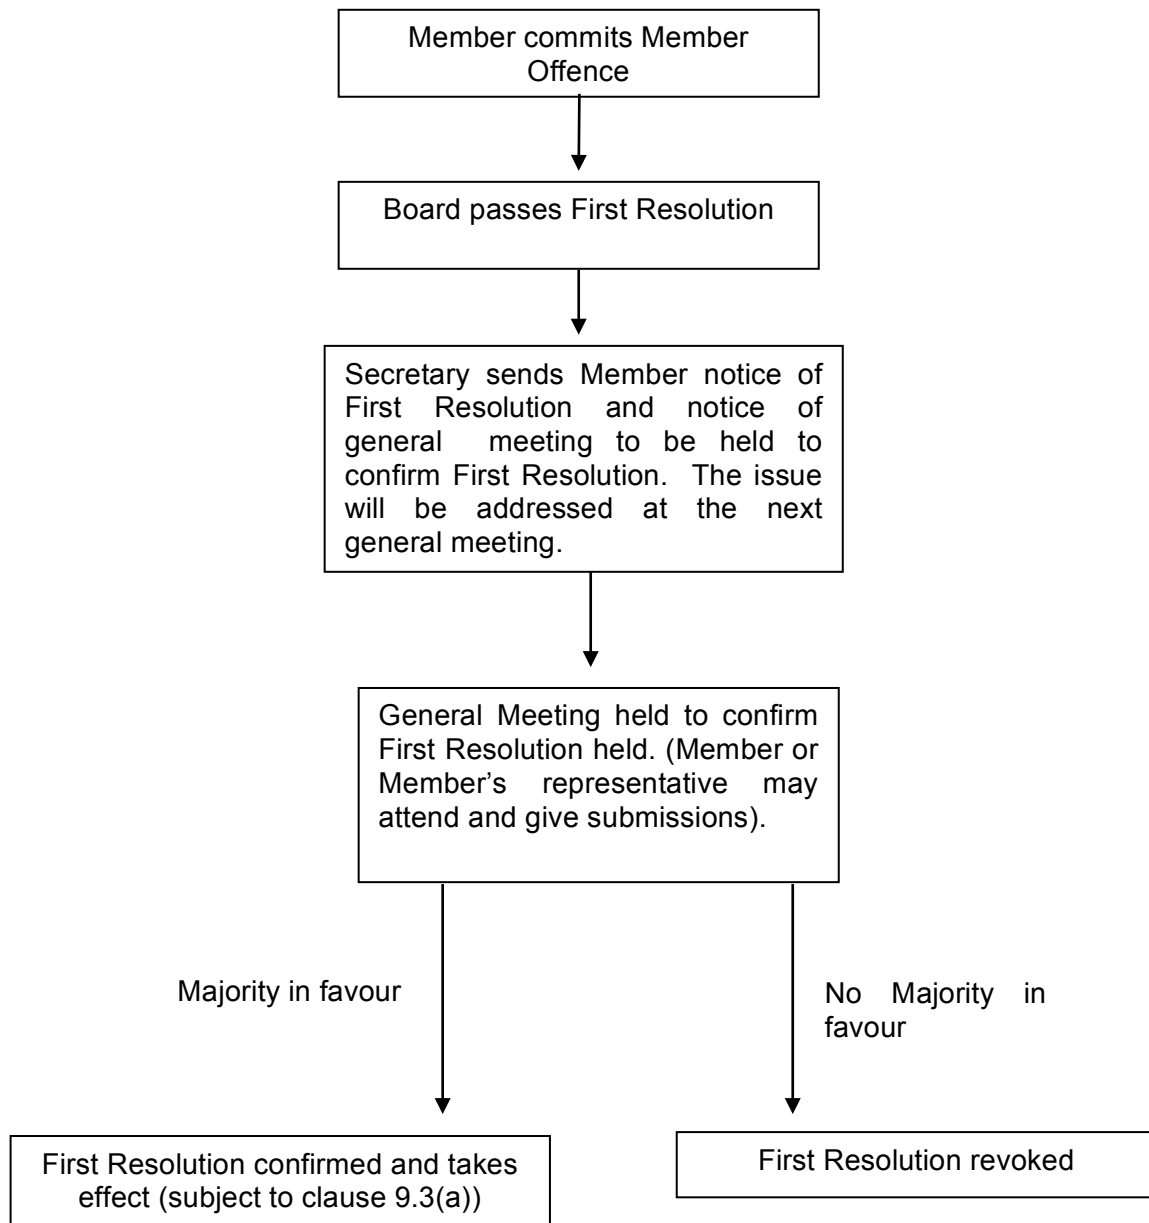 Member commits Member
Offence
Board passes First Resolution
Secretary sends Member notice of
First Resolution and notice of
general meeting to be held to
confirm First Resolution. The issue
will be addressed at the next
general meeting.
General Meeting held to confirm
First Resolution held. (Member or
Member’s representative may
attend and give submissions).
Majority in favour
No Majority in
favour
First Resolution confirmed and takes
effect (subject to clause 9.3(a))
First Resolution revoked